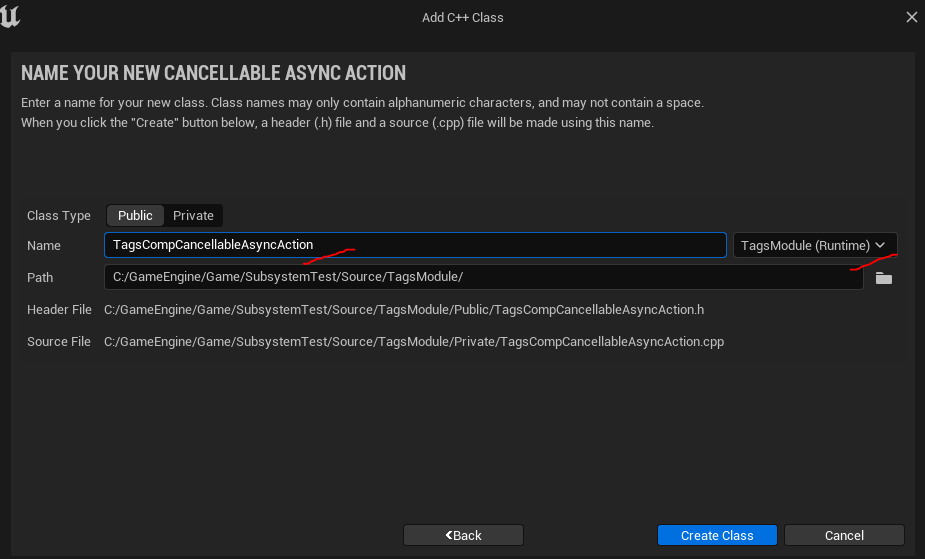 Add C++ Class
NAME YOUR NEW CANCELLABLE ASYNC ACTION
Enter a name for your new class. Class names may only contain alphanumeric characters, and may not contain a space.
When you click the "Create" button below, a header (.h) file and a source (.cpp) file will be made using this name.
Class Type Public Private
Name TagsCompCancellableAsyncAction TagsModule (Runtime)
Path C:/GameEngine/Game/SubsystemTest/Source/TagsModule/
Header File C:/GameEngine/Game/SubsystemTest/Source/TagsModule/Public/TagsCompCancellableAsyncAction.h
Source File C:/GameEngine/Game/SubsystemTest/Source/TagsModule/Private/TagsCompCancellableAsyncAction.cpp
Back Create Class Cancel